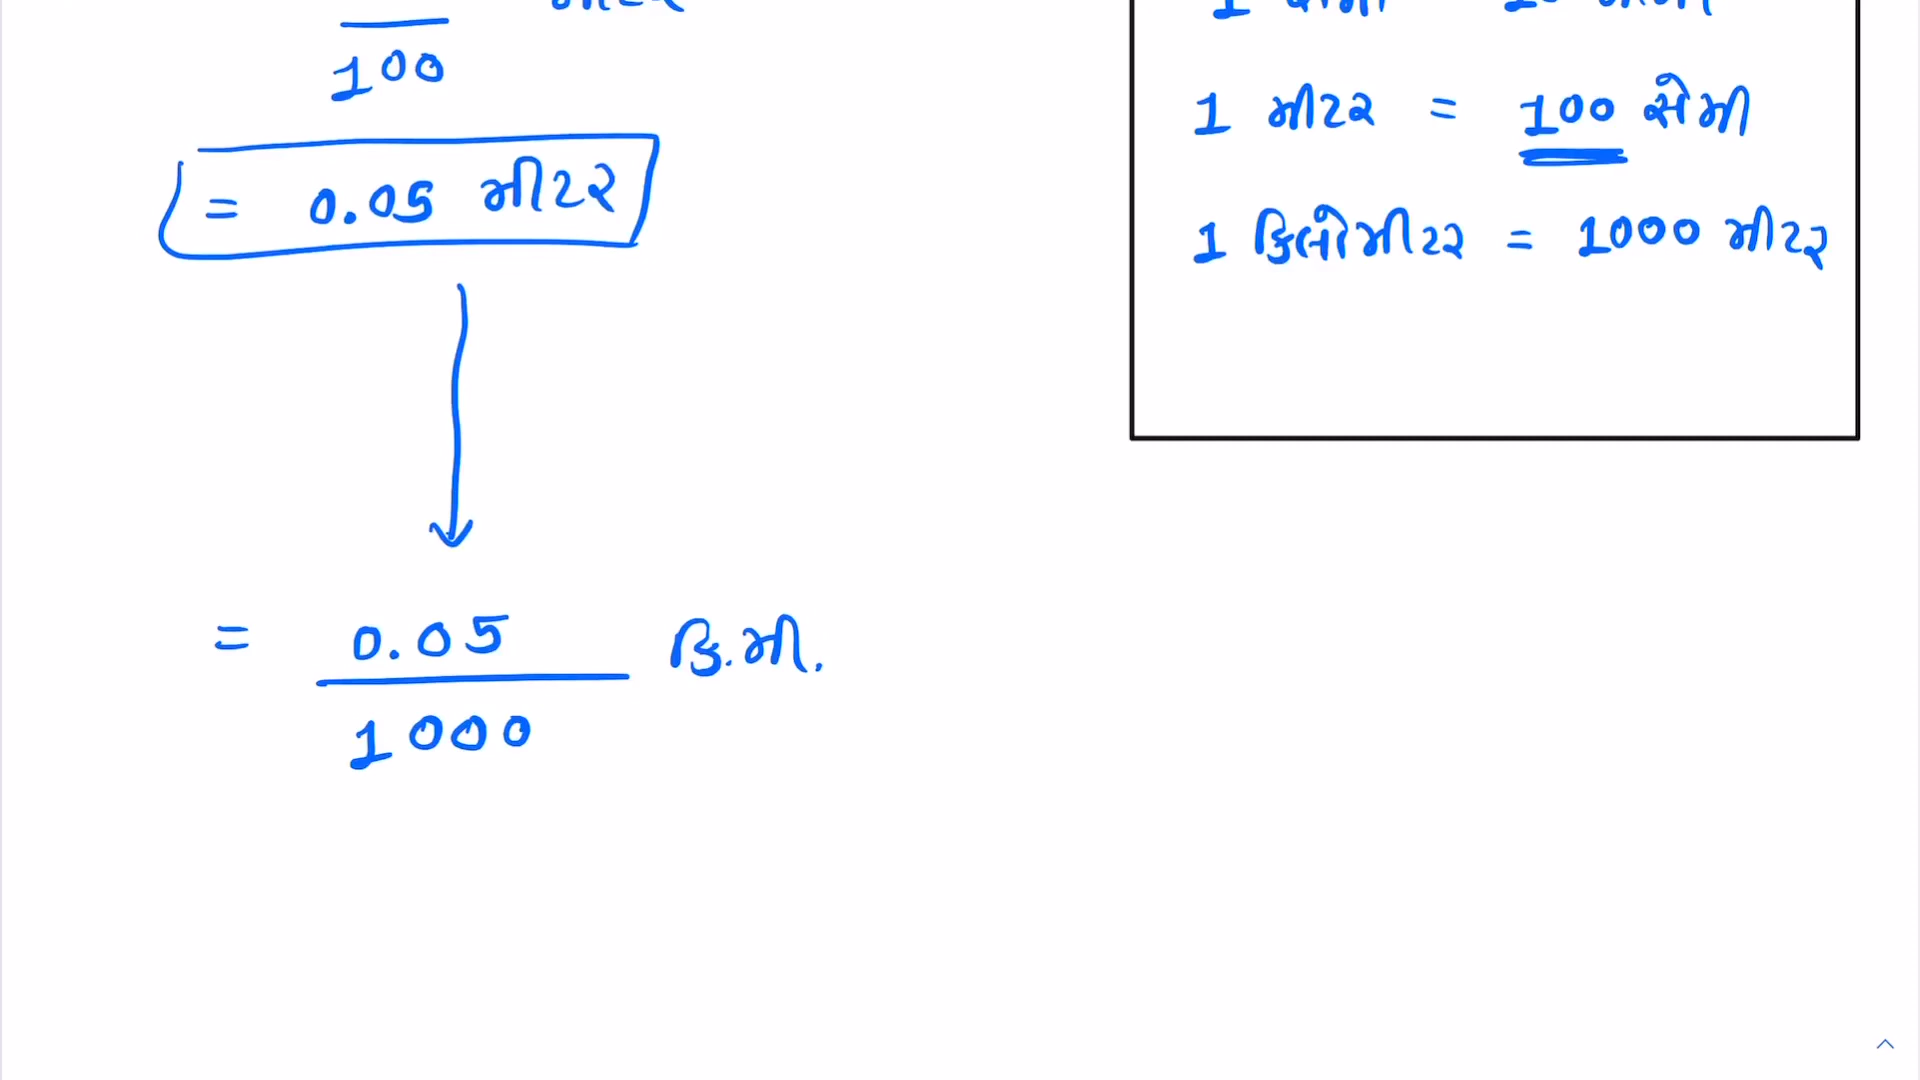 100
= 0.05 મીટર
= 0.05
1000
કિ.મી.
1 મીટર = 100 સેમી
1 કિલોમીટર = 1000 મીટર